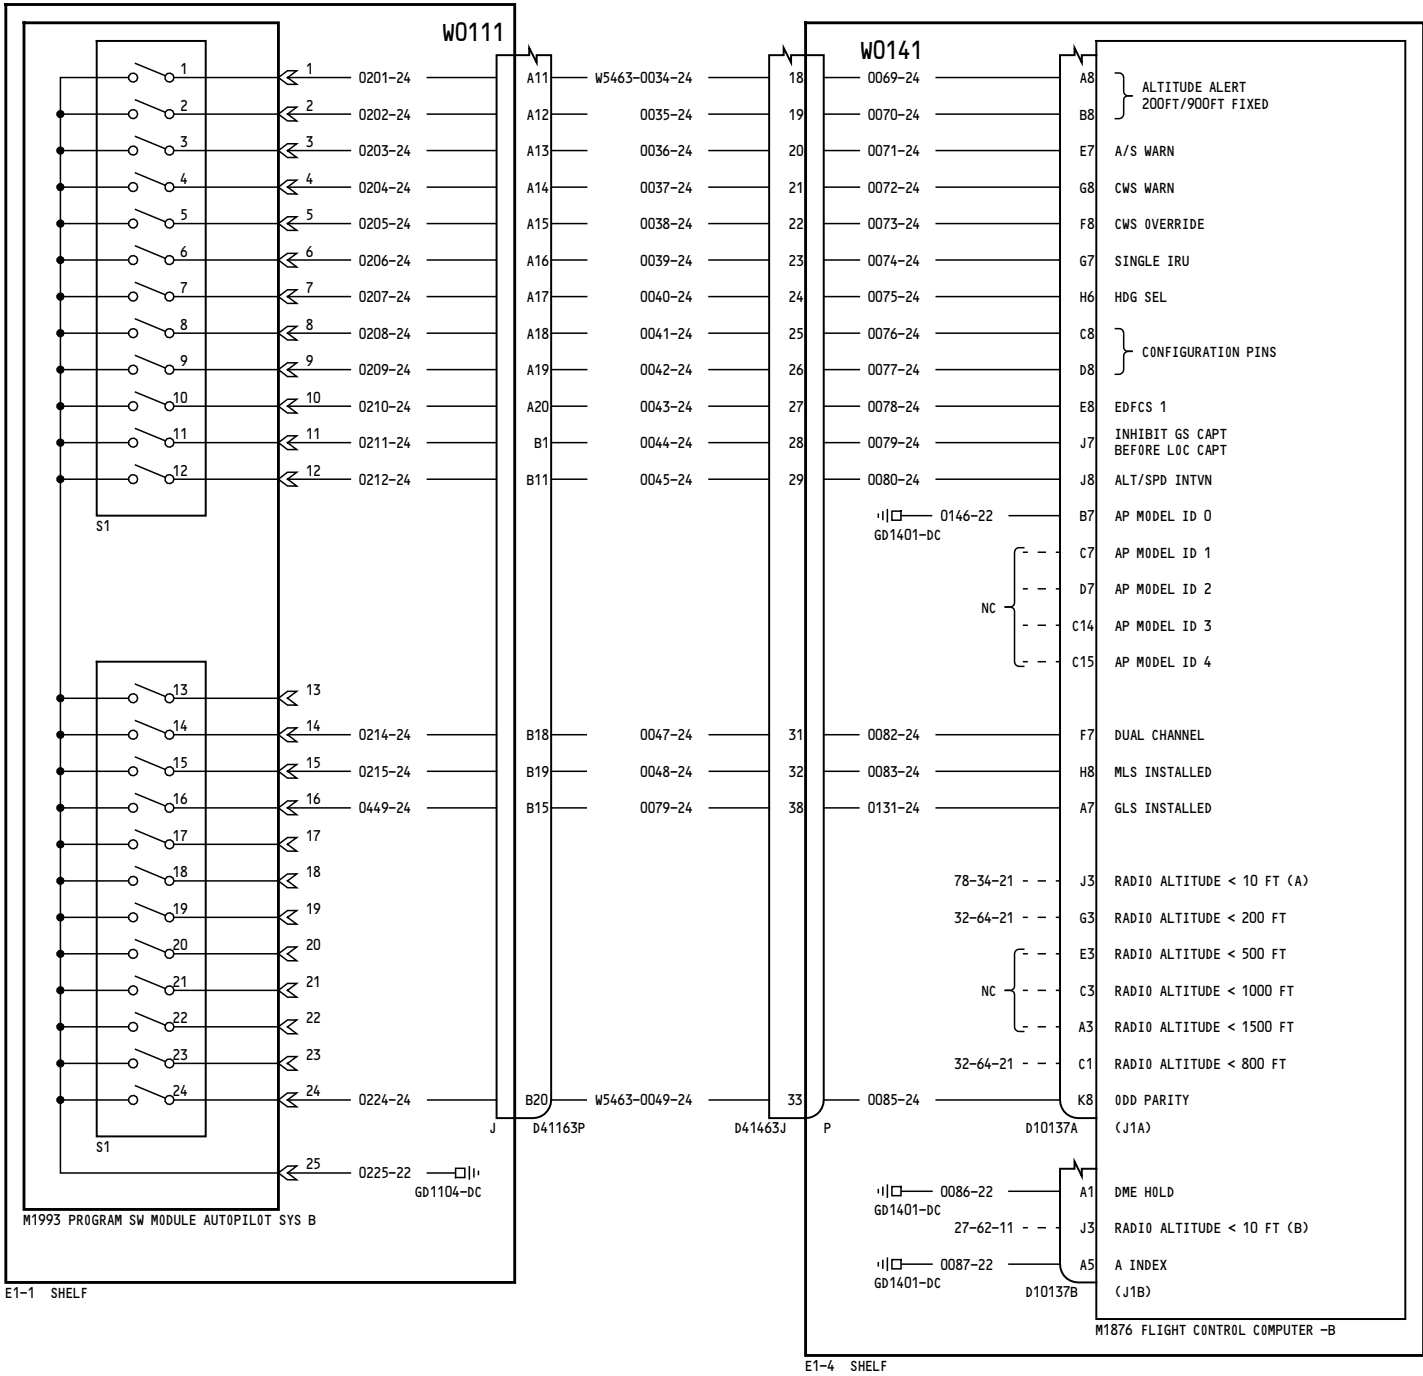 W0111
W0141
1 1 0201-24 A11 W5463-0034-24 18 0069-24 A8 ALTITUDE ALERT
200FT/900FT FIXED
2 2 0202-24 A12 0035-24 19 0070-24 B8
3 3 0203-24 A13 0036-24 20 0071-24 E7 A/S WARN
4 4 0204-24 A14 0037-24 21 0072-24 G8 CWS WARN
5 5 0205-24 A15 0038-24 22 0073-24 F8 CWS OVERRIDE
6 6 0206-24 A16 0039-24 23 0074-24 G7 SINGLE IRU
7 7 0207-24 A17 0040-24 24 0075-24 H6 HDG SEL
8 8 0208-24 A18 0041-24 25 0076-24 C8
CONFIGURATION PINS
9 9 0209-24 A19 0042-24 26 0077-24 D8
10 10 0210-24 A20 0043-24 27 0078-24 E8 EDFCS 1
11 11 0211-24 B1 0044-24 28 0079-24 J7 INHIBIT GS CAPT
BEFORE LOC CAPT
12 12 0212-24 B11 0045-24 29 0080-24 J8 ALT/SPD INTVN
S1
0146-22 B7 AP MODEL ID 0
GD1401-DC
C7 AP MODEL ID 1
D7 AP MODEL ID 2
NC
C14 AP MODEL ID 3
C15 AP MODEL ID 4
13 13
14 14 0214-24 B18 0047-24 31 0082-24 F7 DUAL CHANNEL
15 15 0215-24 B19 0048-24 32 0083-24 H8 MLS INSTALLED
16 16 0449-24 B15 0079-24 38 0131-24 A7 GLS INSTALLED
17 17
18 18 78-34-21 J3 RADIO ALTITUDE < 10 FT (A)
19 19 32-64-21 G3 RADIO ALTITUDE < 200 FT
20 20 E3 RADIO ALTITUDE < 500 FT
21 21 NC C3 RADIO ALTITUDE < 1000 FT
22 22 A3 RADIO ALTITUDE < 1500 FT
23 23 32-64-21 C1 RADIO ALTITUDE < 800 FT
24 24 0224-24 B20 W5463-0049-24 33 0085-24 K8 ODD PARITY
J D41163P D41463J P D10137A (J1A)
S1
25 0225-22
GD1104-DC
0086-22 A1 DME HOLD
GD1401-DC
M1993 PROGRAM SW MODULE AUTOPILOT SYS B
27-62-11 J3 RADIO ALTITUDE < 10 FT (B)
0087-22 A5 A INDEX
GD1401-DC
D10137B (J1B)
E1-1 SHELF
M1876 FLIGHT CONTROL COMPUTER -B
E1-4 SHELF